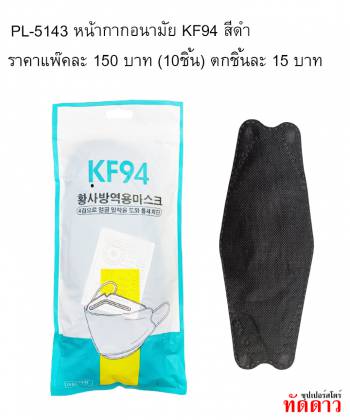 PL-5143 หน้ากากอนามัย KF94 สีดำ
ราคาแพ๊คละ 150 บาท (10ชิ้น) ตกชิ้นละ 15 บาท
KF94
황사방역용마스크
ซุปเปอร์สโตร์
ทัดดาว